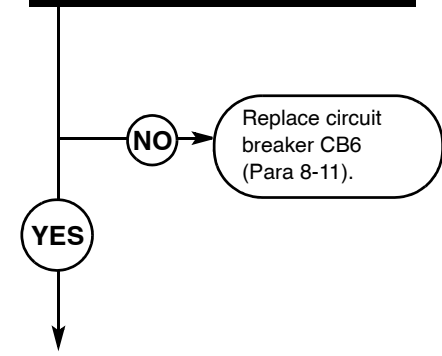 NO
Replace circuit
breaker CB6
(Para 8-11).
YES